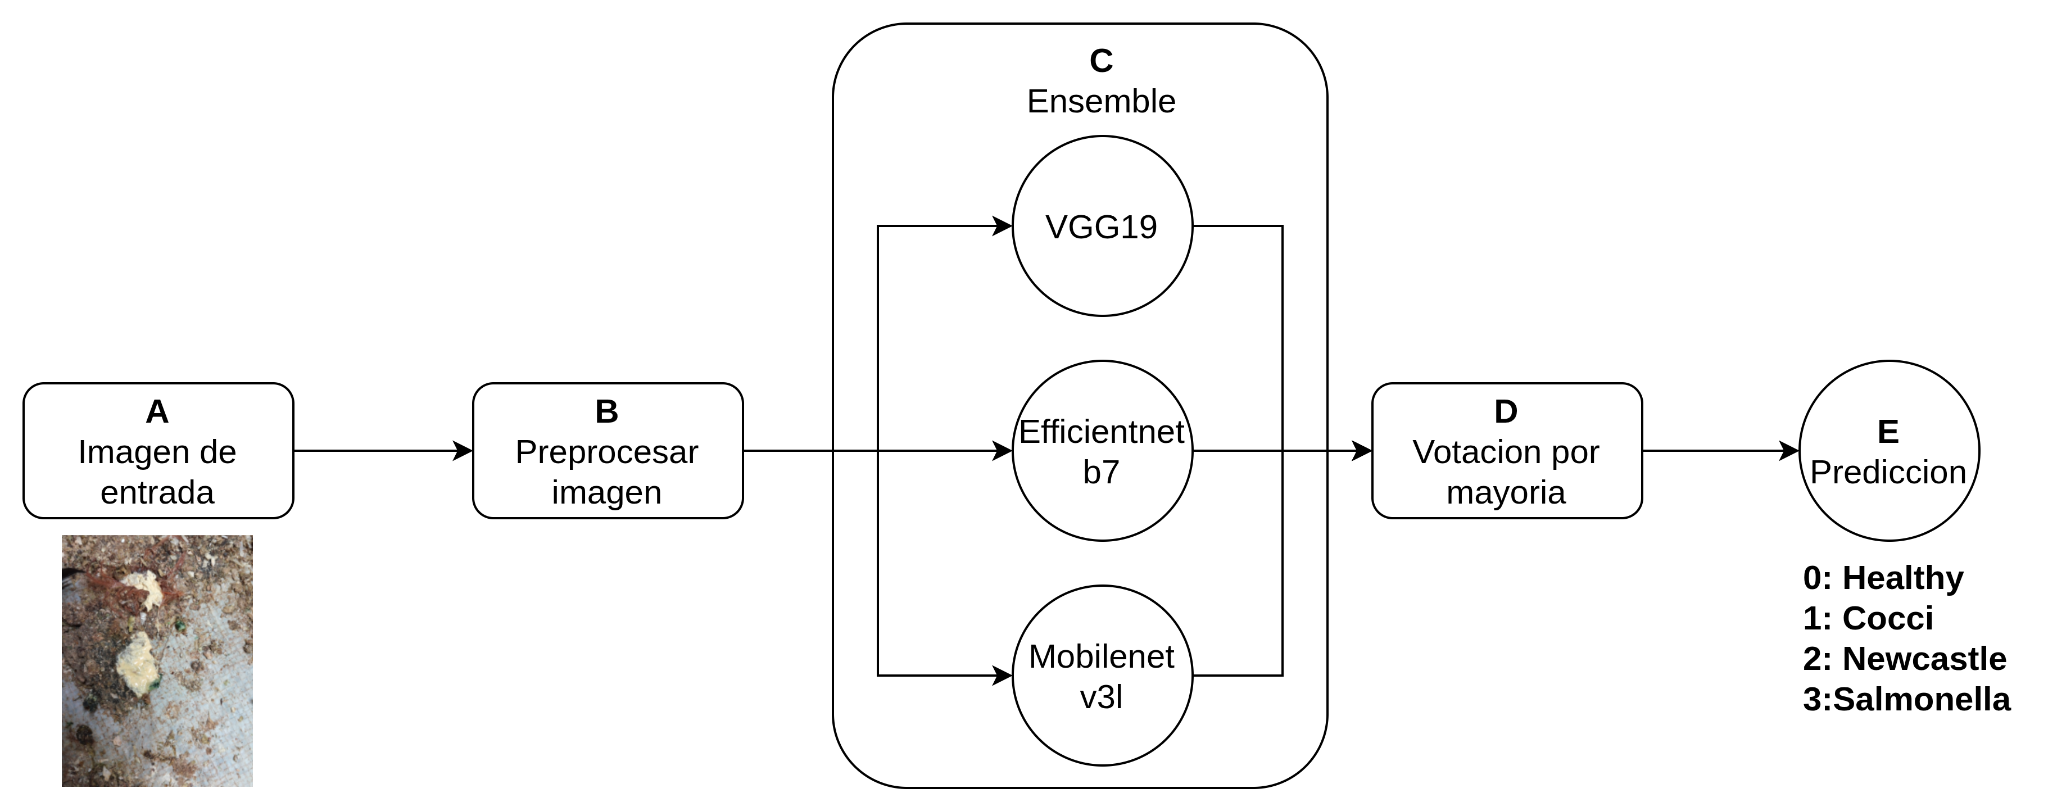 A
Imagen de
entrada
B
Preprocesar
imagen
C
Ensemble
VGG19
Efficientnet
b7
Mobilenet
v3l
D
Votacion por
mayoria
E
Prediccion
0: Healthy
1: Cocci
2: Newcastle
3:Salmonella